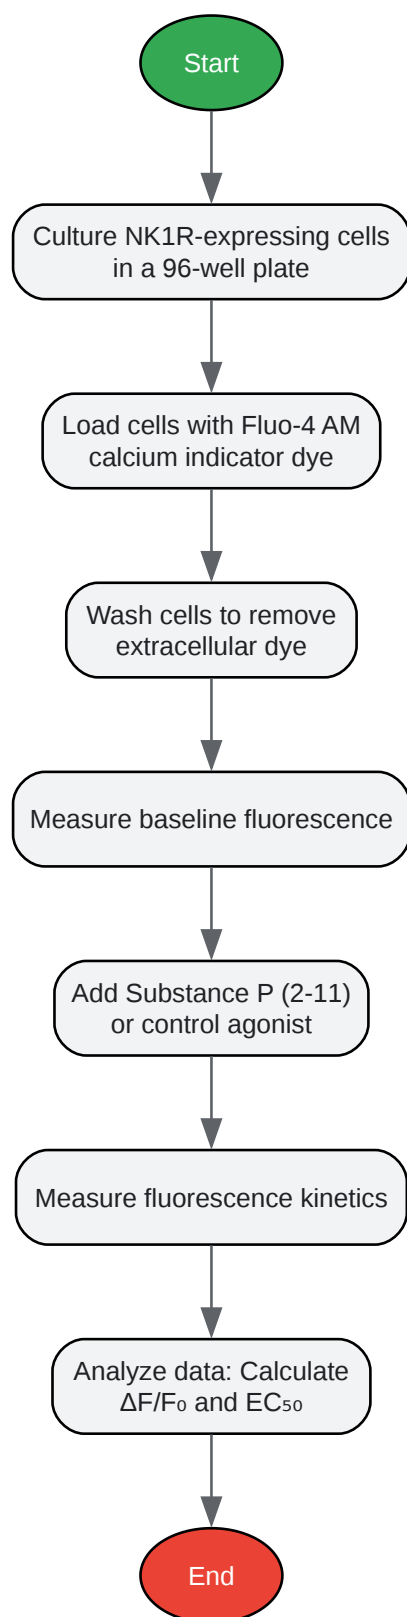 Start
Culture NK1R-expressing cells
in a 96-well plate
Load cells with Fluo-4 AM
calcium indicator dye
Wash cells to remove
extracellular dye
Measure baseline fluorescence
Add Substance P (2-11)
or control agonist
Measure fluorescence kinetics
Analyze data: Calculate
ΔF/F₀ and EC₅₀
End